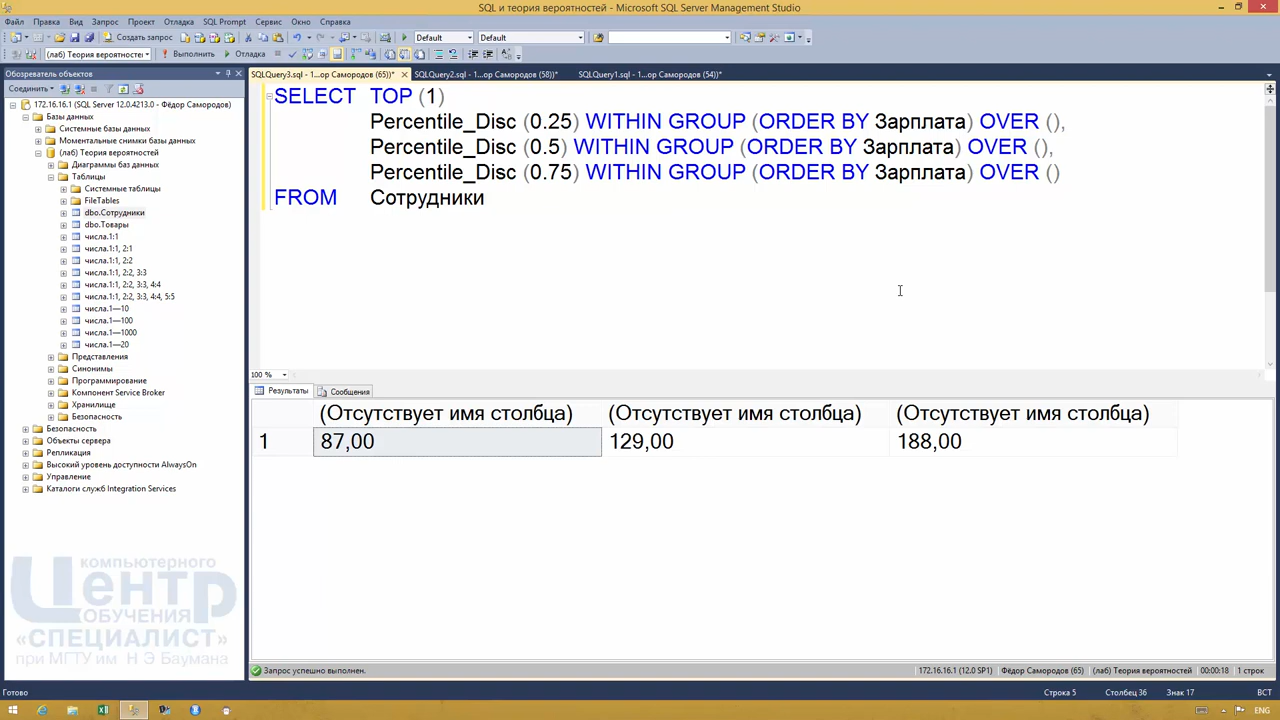 SQL и теория вероятностей - Microsoft SQL Server Management Studio
Файл Правка Вид Запрос Проект Отладка SQL Prompt Сервис Окно Справка
Создать запрос Default Default
(лаб) Теория вероятносте Выполнить Отладка
Обозреватель объектов
SQLQuery3.sql - 1...ор Самородов (65))* SQLQuery2.sql - 1...ор Самородов (58))* SQLQuery1.sql - 1...ор Самородов (54))*
Соединить
172.16.16.1 (SQL Server 12.0.4213.0 - Фёдор Самородов)
Базы данных
Системные базы данных
Моментальные снимки базы данных
(лаб) Теория вероятностей
Диаграммы баз данных
Таблицы
Системные таблицы
FileTables
dbo.Сотрудники
dbo.Товары
числа.1:1
числа.1:1, 2:1
числа.1:1, 2:2
числа.1:1, 2:2, 3:3
числа.1:1, 2:2, 3:3, 4:4
числа.1:1, 2:2, 3:3, 4:4, 5:5
числа.1—10
числа.1—100
числа.1—1000
числа.1—20
Представления
Синонимы
Программирование
Компонент Service Broker
Хранилище
Безопасность
Безопасность
Объекты сервера
Репликация
Высокий уровень доступности AlwaysOn
Управление
Каталоги служб Integration Services
SELECT TOP (1)
Percentile_Disc (0.25) WITHIN GROUP (ORDER BY Зарплата) OVER (),
Percentile_Disc (0.5) WITHIN GROUP (ORDER BY Зарплата) OVER (),
Percentile_Disc (0.75) WITHIN GROUP (ORDER BY Зарплата) OVER ()
FROM Сотрудники
100 %
Результаты Сообщения
(Отсутствует имя столбца) (Отсутствует имя столбца) (Отсутствует имя столбца)
1 87,00 129,00 188,00
компьютерного
Центр
ОБУЧЕНИЯ
«СПЕЦИАЛИСТ»
при МГТУ им Н Э Баумана
Запрос успешно выполнен. 172.16.16.1 (12.0 SP1) Фёдор Самородов (65) (лаб) Теория вероятностей 00:00:18 1 строк
Готово Строка 5 Столбец 36 Знак 17 ВСТ
ENG